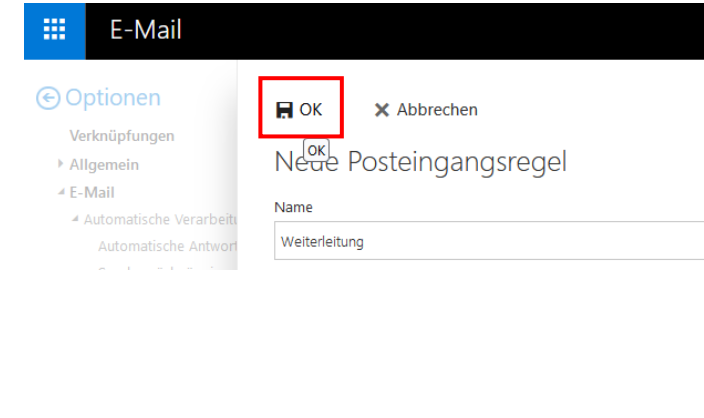 E-Mail
Optionen
Verknüpfungen
Allgemein
E-Mail
Automatische Verarbeitu
Automatische Antwort
OK
Abbrechen
OK
Neue Posteingangsregel
Name
Weiterleitung